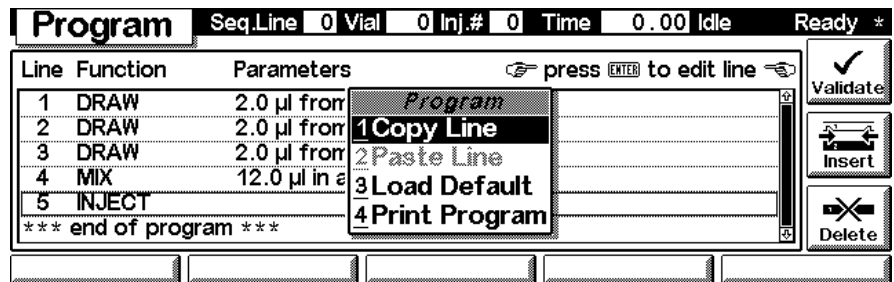 Program Seq.Line 0 Vial 0 Inj.# 0 Time 0.00 Idle Ready *
Line Function Parameters press ENTER to edit line
1 DRAW 2.0 µl from
2 DRAW 2.0 µl from
3 DRAW 2.0 µl from
4 MIX 12.0 µl in a
5 INJECT
*** end of program ***
Program
1 Copy Line
2 Paste Line
3 Load Default
4 Print Program
Validate
Insert
Delete